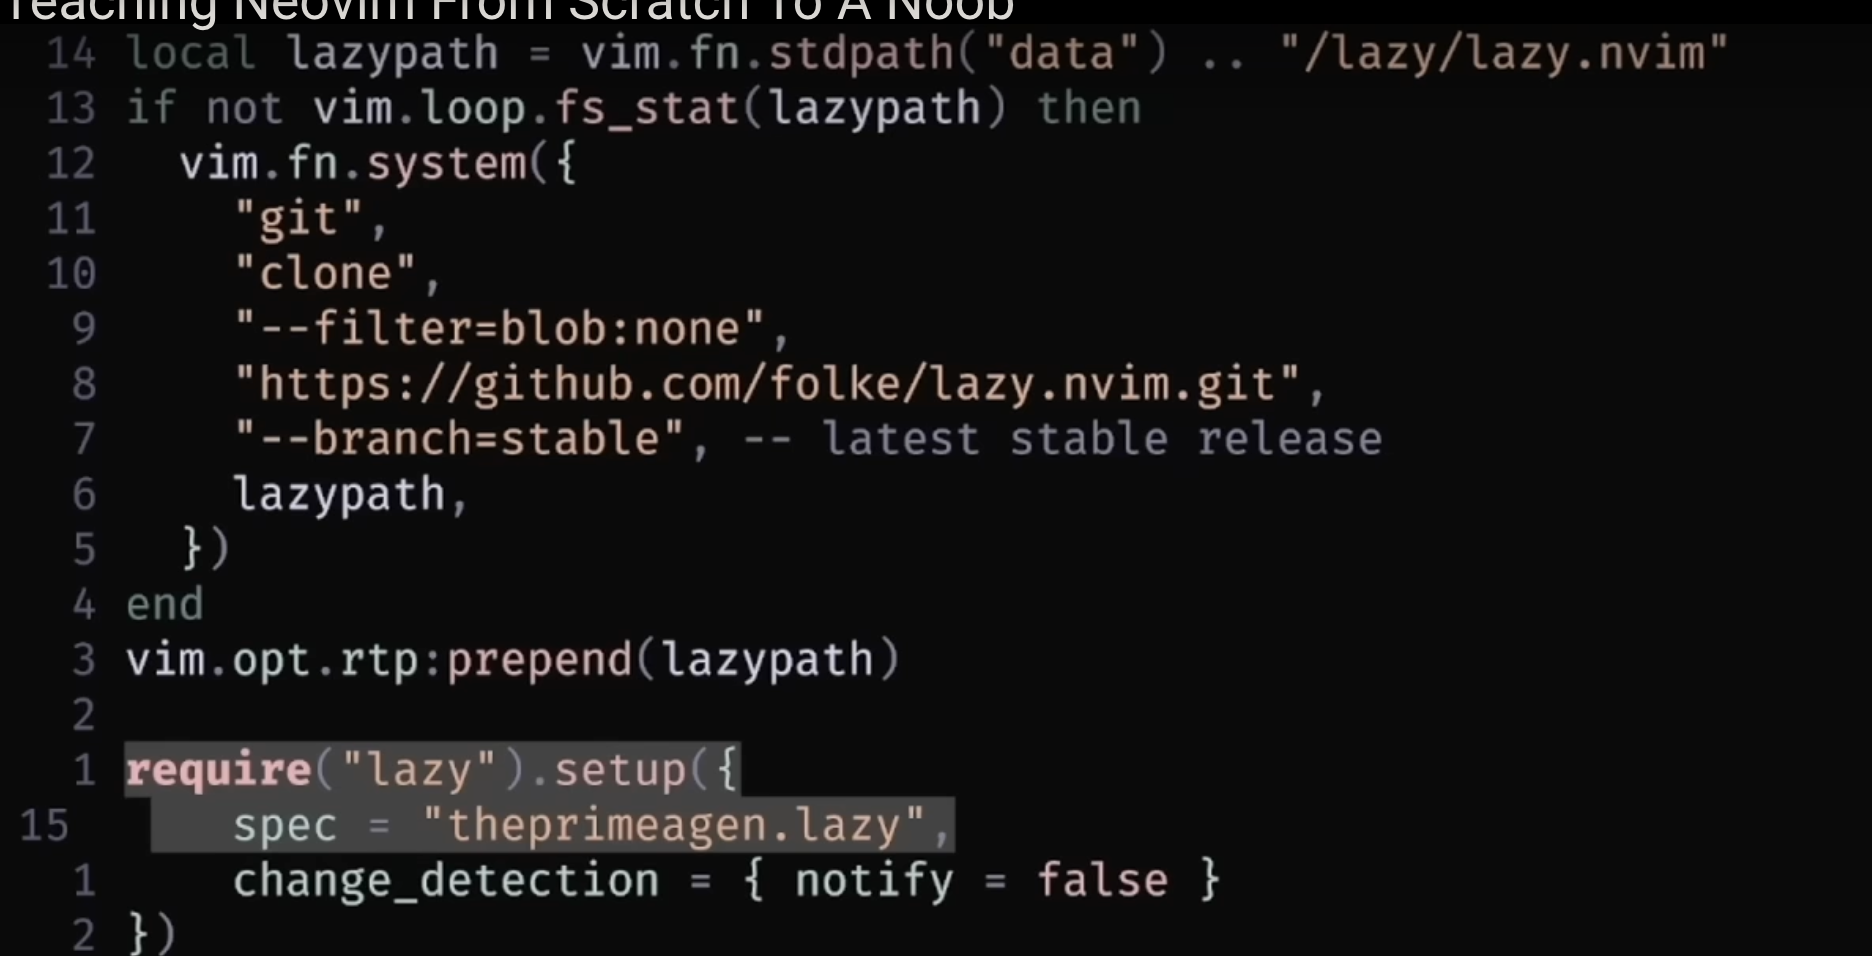 Teaching Neovim From Scratch To A Noob
14 local lazypath = vim.fn.stdpath("data") .. "/lazy/lazy.nvim"
13 if not vim.loop.fs_stat(lazypath) then
12   vim.fn.system({
11     "git",
10     "clone",
9     "--filter=blob:none",
8     "https://github.com/folke/lazy.nvim.git",
7     "--branch=stable", -- latest stable release
6     lazypath,
5   })
4 end
3 vim.opt.rtp:prepend(lazypath)
2
1 require("lazy").setup({
15     spec = "theprimeagen.lazy",
1     change_detection = { notify = false }
2 })